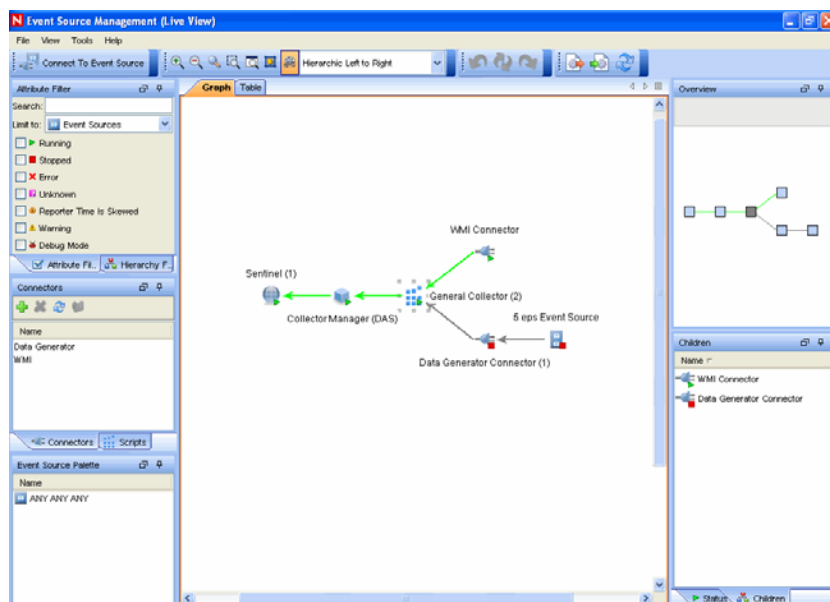 Event Source Management (Live View)
File View Tools Help
Connect To Event Source
Hierarchic Left to Right
Attribute Filter
Search:
Limit to: Event Sources
Running
Stopped
Error
Unknown
Reporter Time Is Skewed
Warning
Debug Mode
Attribute Fil.. Hierarchy F..
Connectors
Name
Data Generator
WMI
Connectors Scripts
Event Source Palette
Name
ANY ANY ANY
Graph Table
WMI Connector
Sentinel (1)
General Collector (2)
Collector Manager (DAS)
5 eps Event Source
Data Generator Connector (1)
Overview
Children
Name
WMI Connector
Data Generator Connector
Status Children